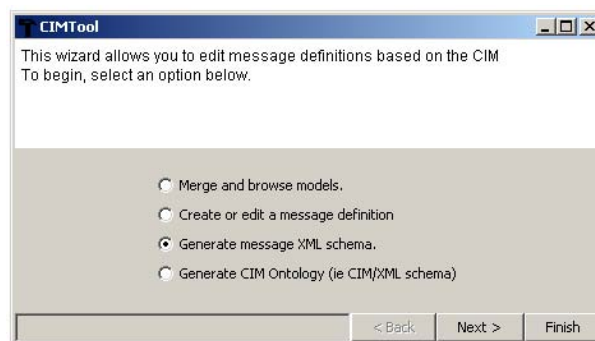 CIMTool
This wizard allows you to edit message definitions based on the CIM
To begin, select an option below.
Merge and browse models.
Create or edit a message definition
Generate message XML schema.
Generate CIM Ontology (ie CIM/XML schema)
< Back Next > Finish